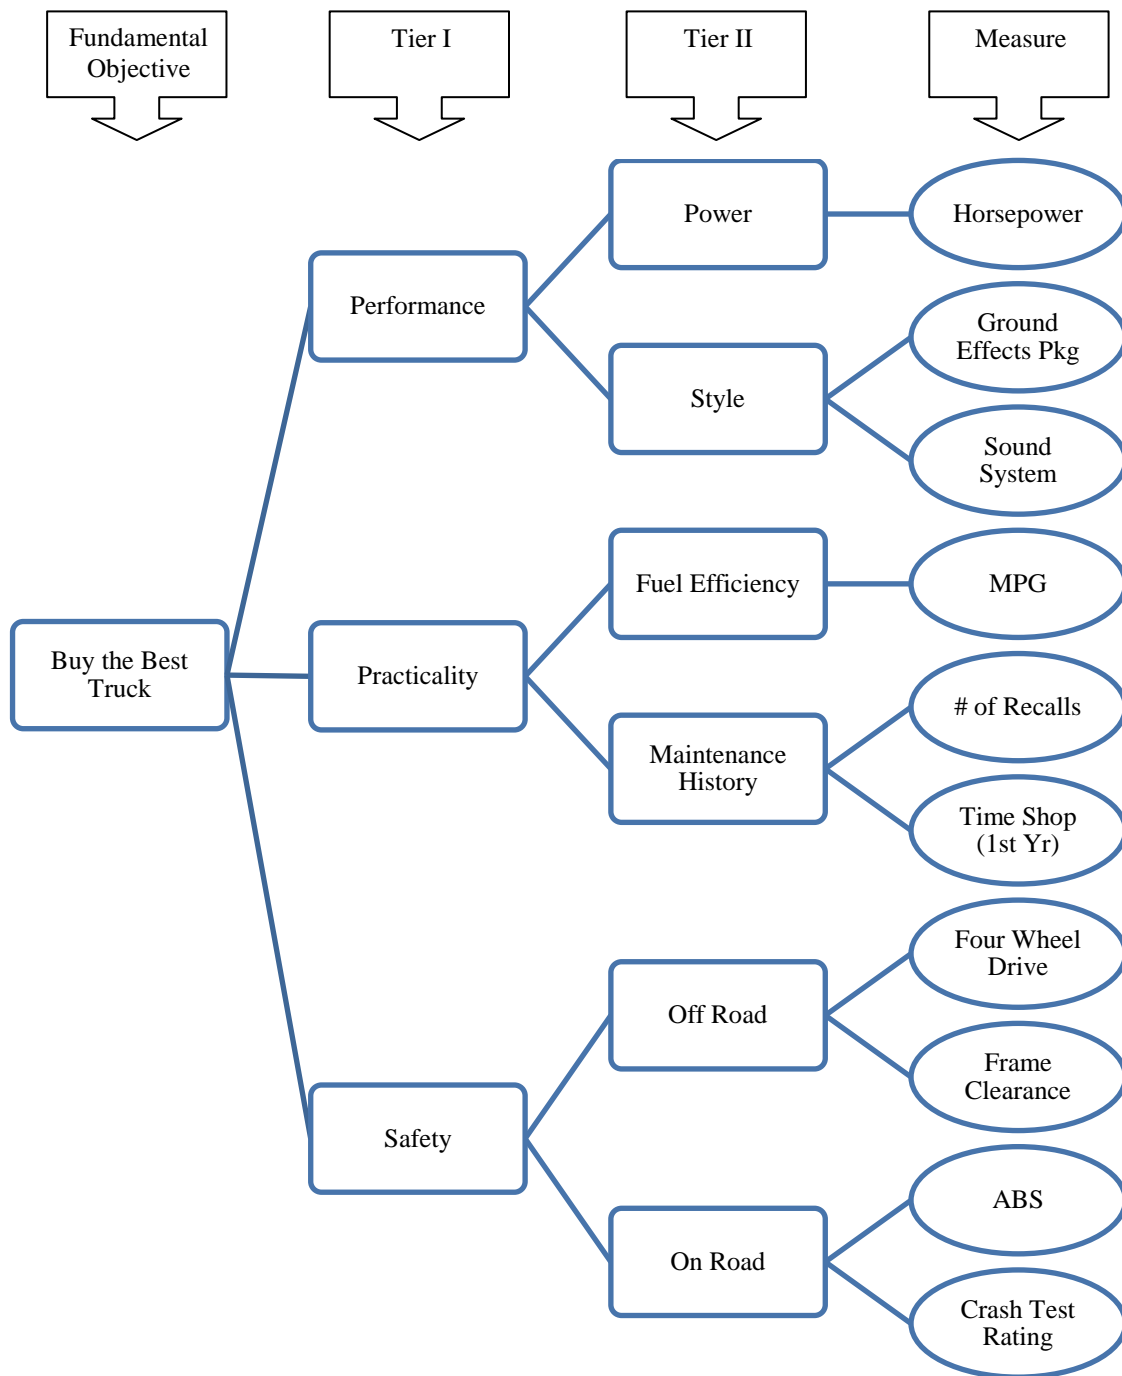 Fundamental
Objective
Tier I
Tier II
Measure
Buy the Best
Truck
Performance
Power
Horsepower
Style
Ground
Effects Pkg
Sound
System
Practicality
Fuel Efficiency
MPG
Maintenance
History
# of Recalls
Time Shop
(1st Yr)
Safety
Off Road
Four Wheel
Drive
Frame
Clearance
On Road
ABS
Crash Test
Rating